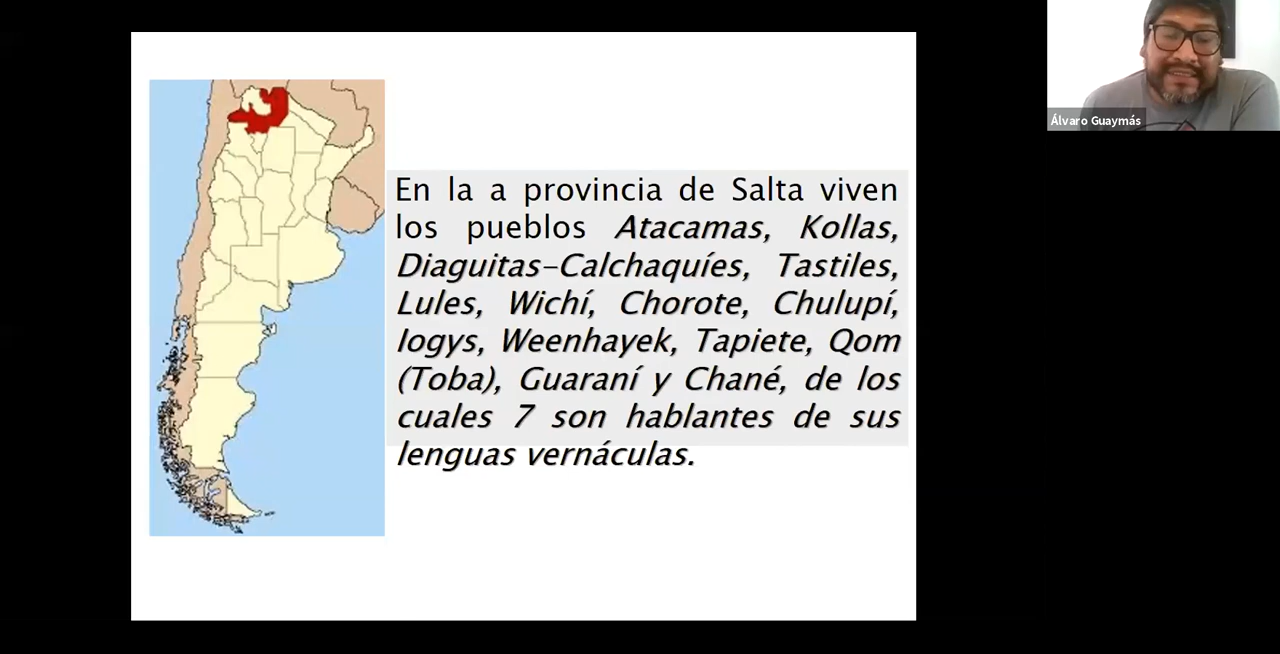 Álvaro Guaymás
En la a provincia de Salta viven
los pueblos Atacamas, Kollas,
Diaguitas-Calchaquíes, Tastiles,
Lules, Wichí, Chorote, Chulupí,
Iogys, Weenhayek, Tapiete, Qom
(Toba), Guaraní y Chané, de los
cuales 7 son hablantes de sus
lenguas vernáculas.